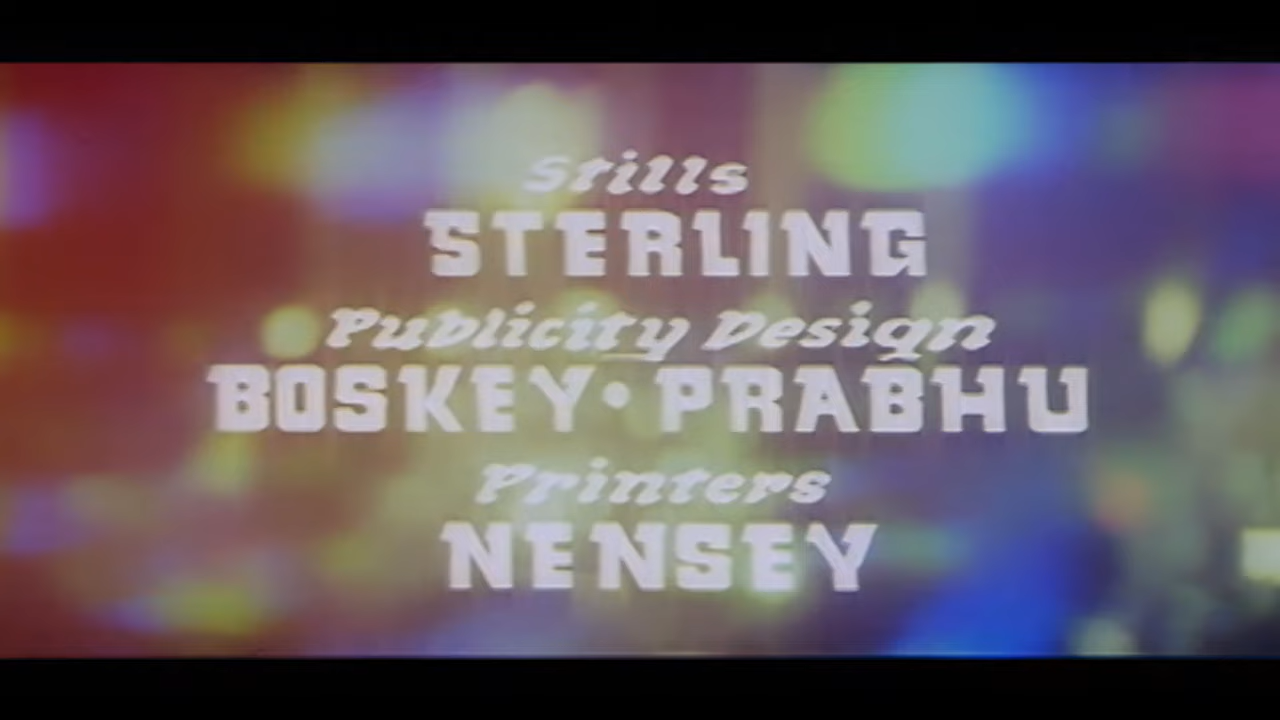 Stills
STERLING
Publicity Design
BOSKEY • PRABHU
Printers
NENSEY